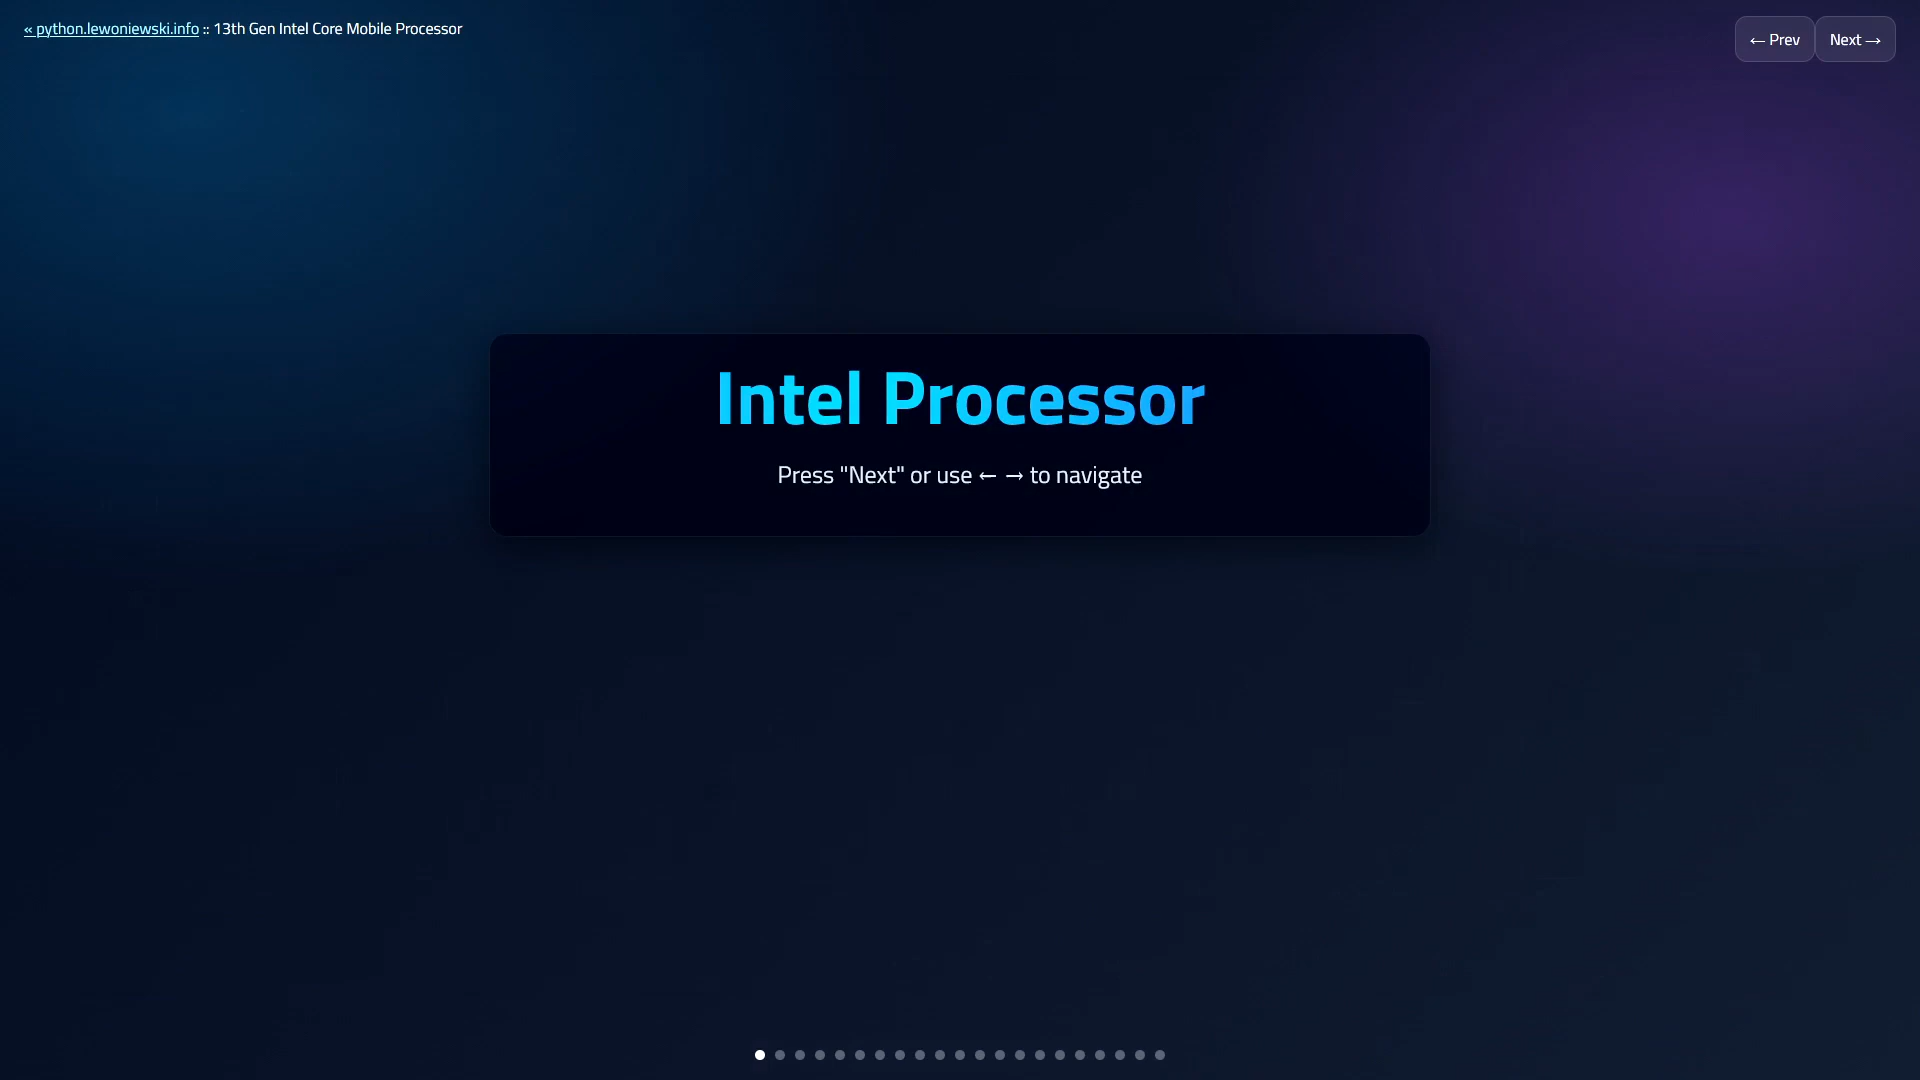 « python.lewoniewski.info :: 13th Gen Intel Core Mobile Processor
← Prev
Next →
Intel Processor
Press "Next" or use ← → to navigate